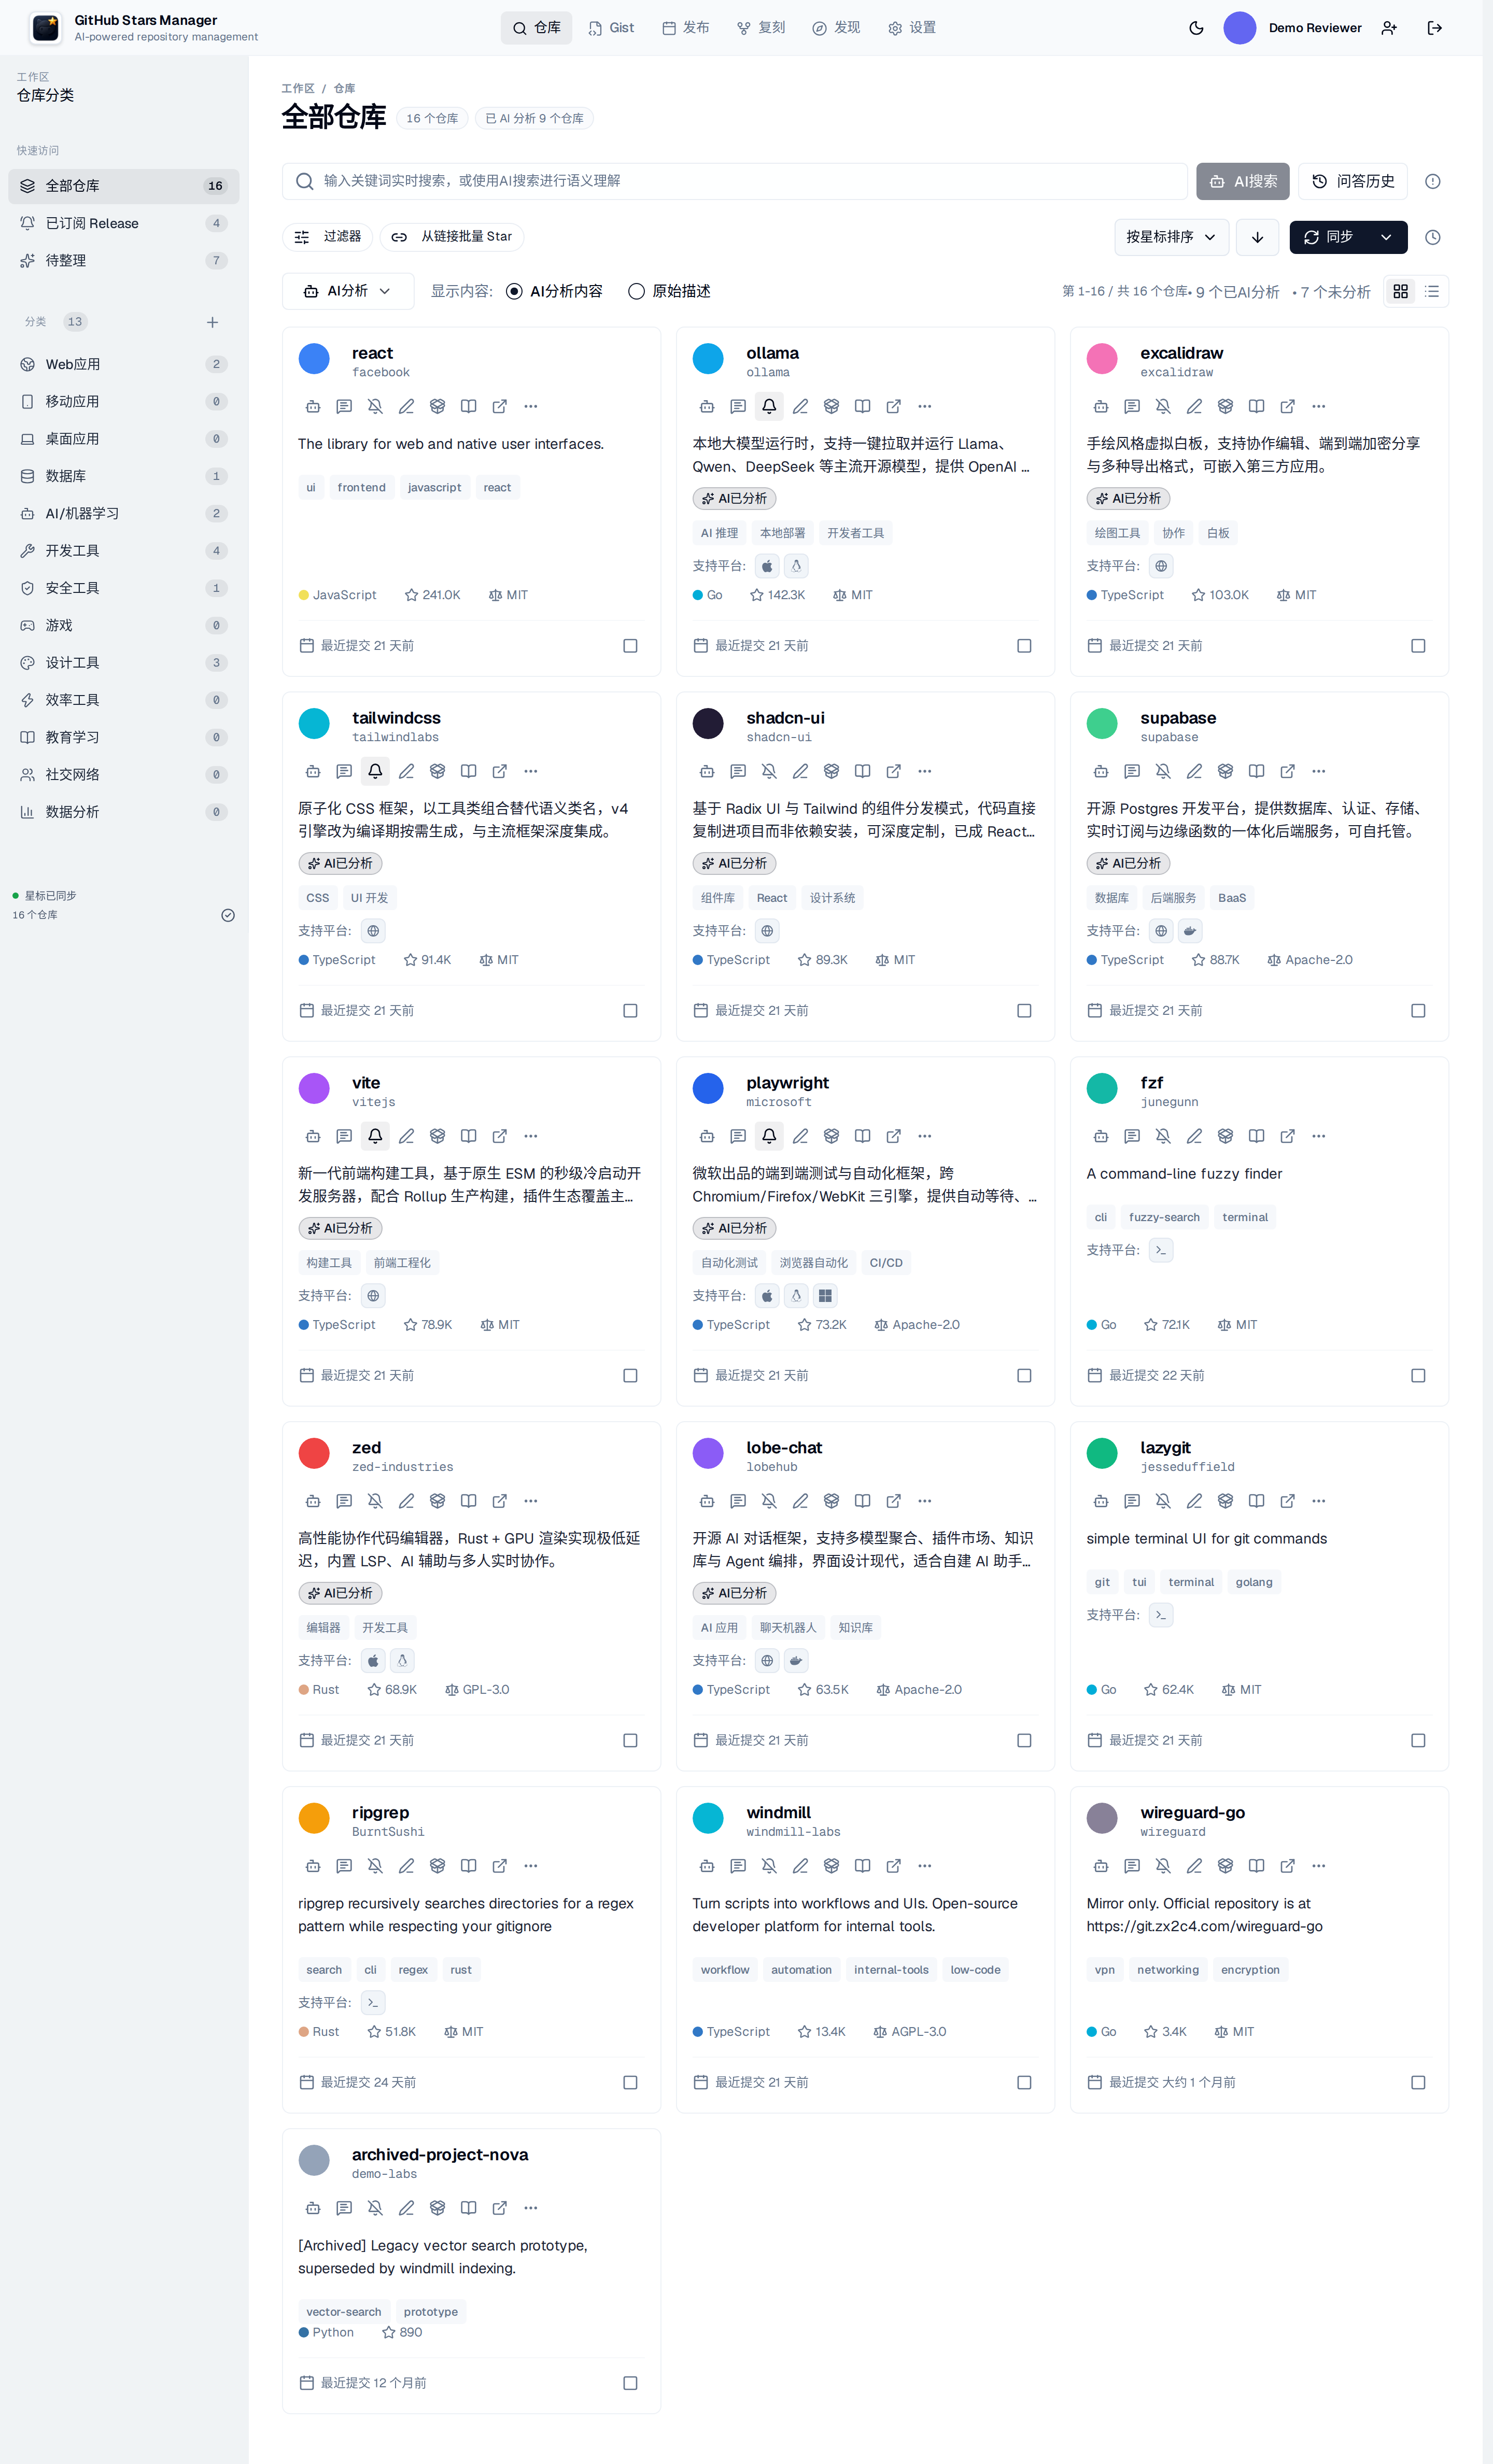 GitHub Stars Manager
AI-powered repository management
仓库
Gist
发布
复刻
发现
设置
Demo Reviewer
工作区
仓库分类
快速访问
全部仓库 16
已订阅 Release 4
待整理 7
分类 13
Web应用 2
移动应用 0
桌面应用 0
数据库 1
AI/机器学习 2
开发工具 4
安全工具 1
游戏 0
设计工具 3
效率工具 0
教育学习 0
社交网络 0
数据分析 0
星标已同步
16 个仓库
工作区 / 仓库
全部仓库 16 个仓库 已 AI 分析 9 个仓库
输入关键词实时搜索，或使用AI搜索进行语义理解
AI搜索
问答历史
过滤器
从链接批量 Star
按星标排序
同步
AI分析
显示内容: AI分析内容 原始描述
第 1-16 / 共 16 个仓库• 9 个已AI分析 • 7 个未分析
react
facebook
The library for web and native user interfaces.
ui frontend javascript react
JavaScript 241.0K MIT
最近提交 21 天前
ollama
ollama
本地大模型运行时，支持一键拉取并运行 Llama、
Qwen、DeepSeek 等主流开源模型，提供 OpenAI ...
AI已分析
AI 推理 本地部署 开发者工具
支持平台:
Go 142.3K MIT
最近提交 21 天前
excalidraw
excalidraw
手绘风格虚拟白板，支持协作编辑、端到端加密分享
与多种导出格式，可嵌入第三方应用。
AI已分析
绘图工具 协作 白板
支持平台:
TypeScript 103.0K MIT
最近提交 21 天前
tailwindcss
tailwindlabs
原子化 CSS 框架，以工具类组合替代语义类名，v4
引擎改为编译期按需生成，与主流框架深度集成。
AI已分析
CSS UI 开发
支持平台:
TypeScript 91.4K MIT
最近提交 21 天前
shadcn-ui
shadcn-ui
基于 Radix UI 与 Tailwind 的组件分发模式，代码直接
复制进项目而非依赖安装，可深度定制，已成 React...
AI已分析
组件库 React 设计系统
支持平台:
TypeScript 89.3K MIT
最近提交 21 天前
supabase
supabase
开源 Postgres 开发平台，提供数据库、认证、存储、
实时订阅与边缘函数的一体化后端服务，可自托管。
AI已分析
数据库 后端服务 BaaS
支持平台:
TypeScript 88.7K Apache-2.0
最近提交 21 天前
vite
vitejs
新一代前端构建工具，基于原生 ESM 的秒级冷启动开
发服务器，配合 Rollup 生产构建，插件生态覆盖主...
AI已分析
构建工具 前端工程化
支持平台:
TypeScript 78.9K MIT
最近提交 21 天前
playwright
microsoft
微软出品的端到端测试与自动化框架，跨
Chromium/Firefox/WebKit 三引擎，提供自动等待、...
AI已分析
自动化测试 浏览器自动化 CI/CD
支持平台:
TypeScript 73.2K Apache-2.0
最近提交 21 天前
fzf
junegunn
A command-line fuzzy finder
cli fuzzy-search terminal
支持平台:
Go 72.1K MIT
最近提交 22 天前
zed
zed-industries
高性能协作代码编辑器，Rust + GPU 渲染实现极低延
迟，内置 LSP、AI 辅助与多人实时协作。
AI已分析
编辑器 开发工具
支持平台:
Rust 68.9K GPL-3.0
最近提交 21 天前
lobe-chat
lobehub
开源 AI 对话框架，支持多模型聚合、插件市场、知识
库与 Agent 编排，界面设计现代，适合自建 AI 助手...
AI已分析
AI 应用 聊天机器人 知识库
支持平台:
TypeScript 63.5K Apache-2.0
最近提交 21 天前
lazygit
jesseduffield
simple terminal UI for git commands
git tui terminal golang
支持平台:
Go 62.4K MIT
最近提交 21 天前
ripgrep
BurntSushi
ripgrep recursively searches directories for a regex
pattern while respecting your gitignore
search cli regex rust
支持平台:
Rust 51.8K MIT
最近提交 24 天前
windmill
windmill-labs
Turn scripts into workflows and UIs. Open-source
developer platform for internal tools.
workflow automation internal-tools low-code
TypeScript 13.4K AGPL-3.0
最近提交 21 天前
wireguard-go
wireguard
Mirror only. Official repository is at
https://git.zx2c4.com/wireguard-go
vpn networking encryption
Go 3.4K MIT
最近提交 大约 1 个月前
archived-project-nova
demo-labs
[Archived] Legacy vector search prototype,
superseded by windmill indexing.
vector-search prototype
Python 890
最近提交 12 个月前